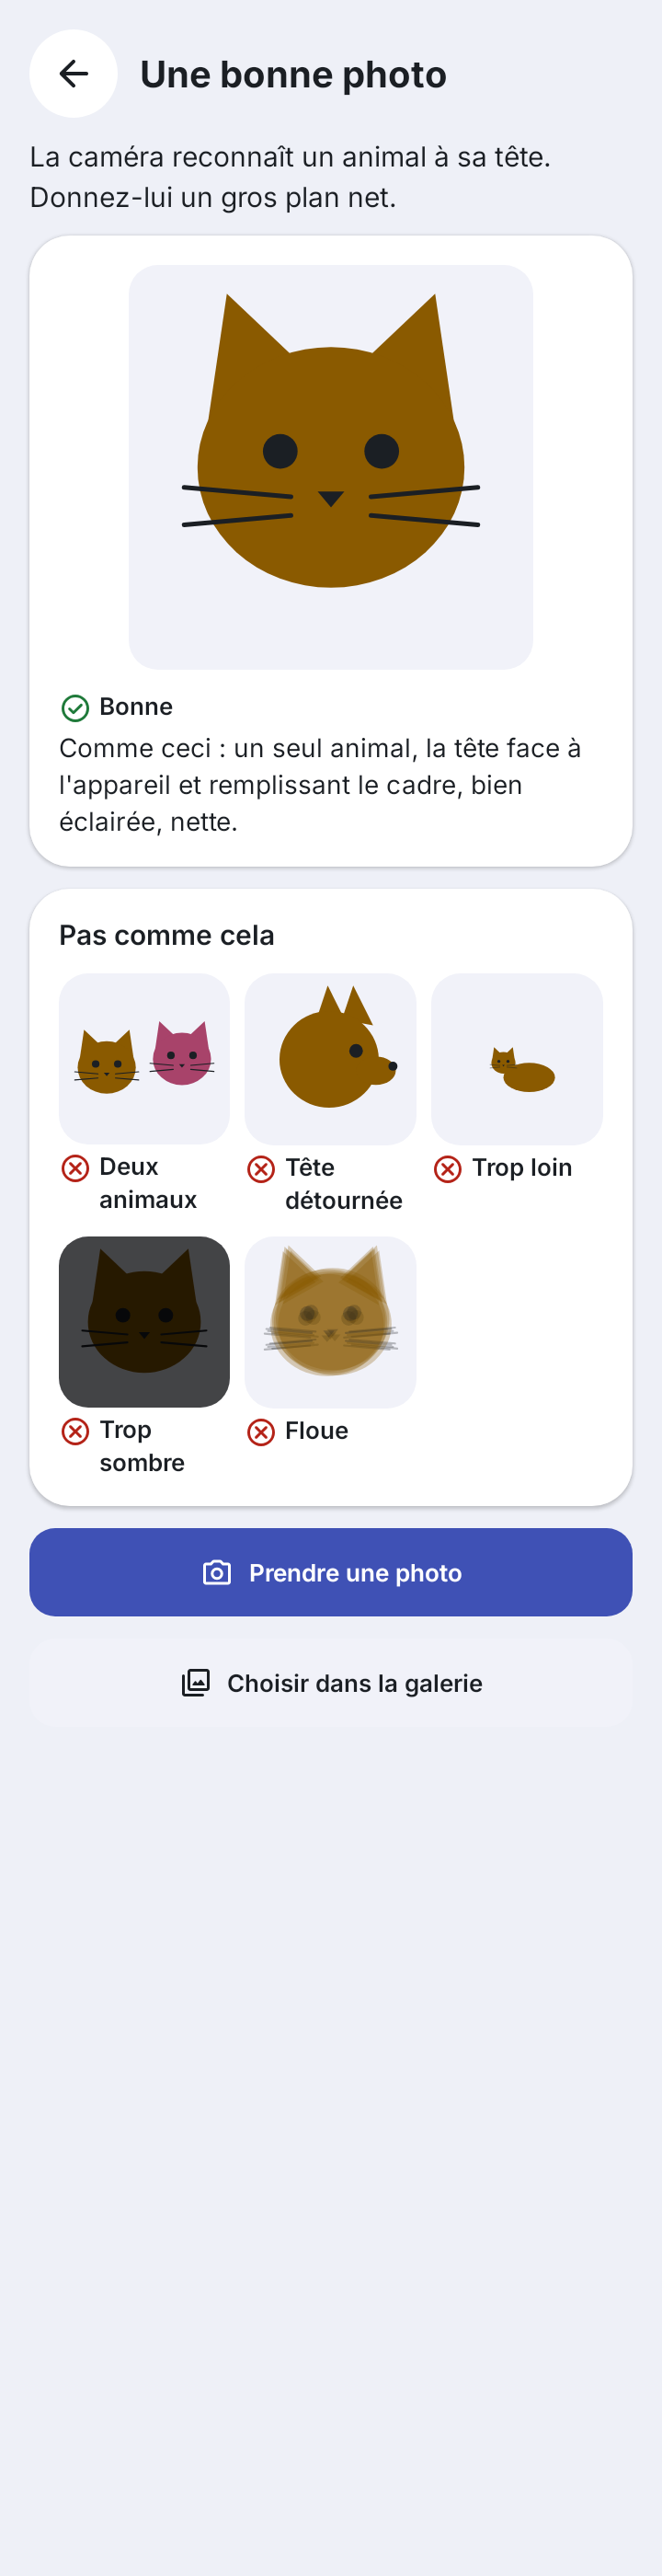 Une bonne photo
La caméra reconnaît un animal à sa tête.
Donnez-lui un gros plan net.
Bonne
Comme ceci : un seul animal, la tête face à
l'appareil et remplissant le cadre, bien
éclairée, nette.
Pas comme cela
Deux
animaux
Tête
détournée
Trop loin
Trop
sombre
Floue
Prendre une photo
Choisir dans la galerie